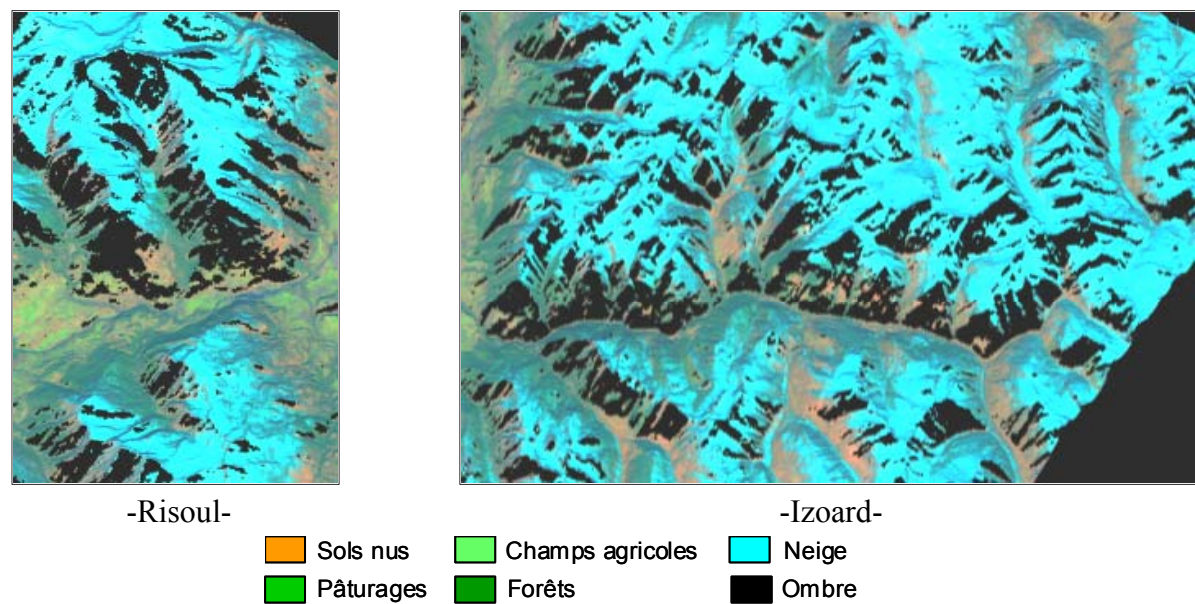 -Risoul-
-Izoard-
Sols nus
Champs agricoles
Neige
Pâturages
Forêts
Ombre